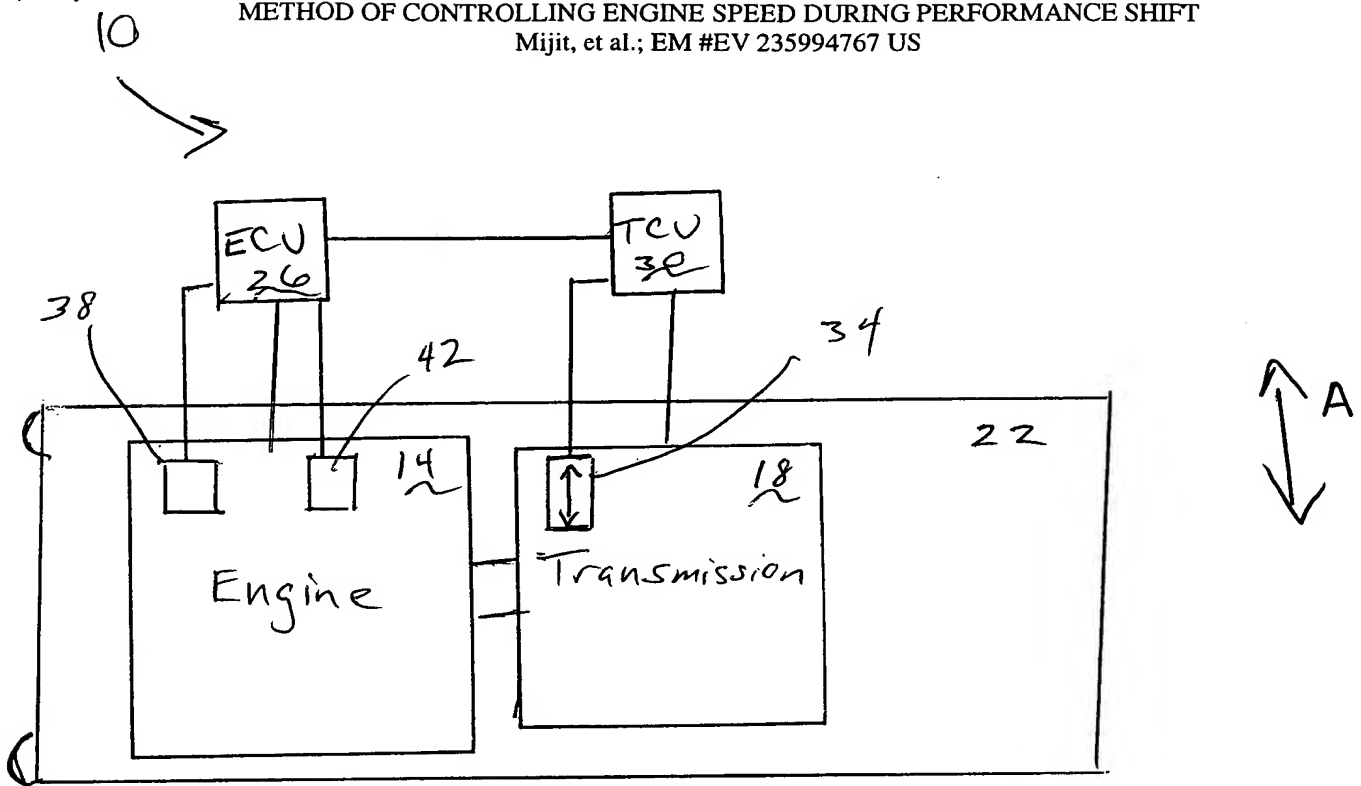 METHOD OF CONTROLLING ENGINE SPEED DURING PERFORMANCE SHIFT
Mijit, et al.; EM #EV 235994767 US
10
ECU
26
TCU
30
38
42
34
A
22
14
18
Engine
Transmission